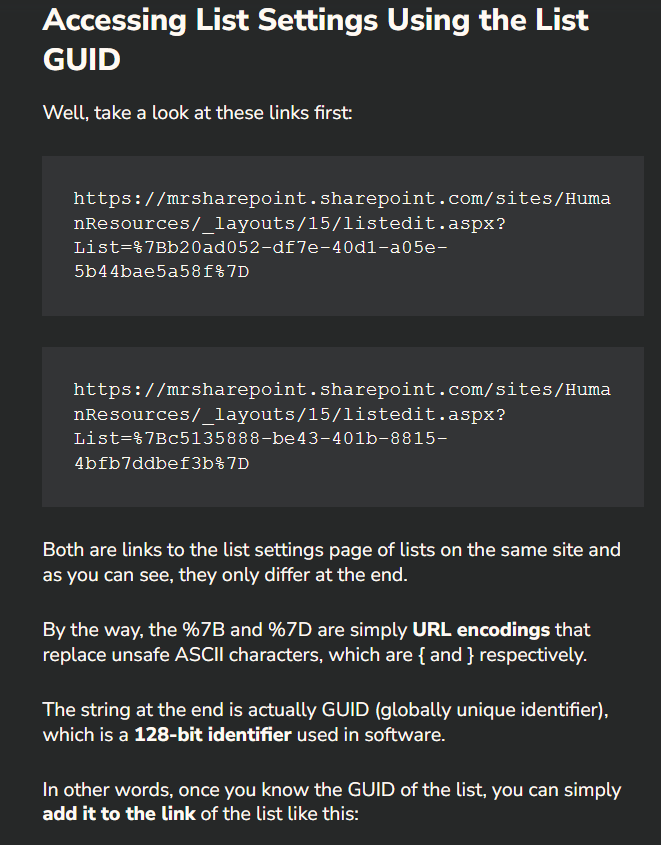 Accessing List Settings Using the List
GUID
Well, take a look at these links first:
https://mrsharepoint.sharepoint.com/sites/Huma
nResources/_layouts/15/listedit.aspx?
List=%7Bb20ad052-df7e-40d1-a05e-
5b44bae5a58f%7D
https://mrsharepoint.sharepoint.com/sites/Huma
nResources/_layouts/15/listedit.aspx?
List=%7Bc5135888-be43-401b-8815-
4bfb7ddbef3b%7D
Both are links to the list settings page of lists on the same site and
as you can see, they only differ at the end.
By the way, the %7B and %7D are simply URL encodings that
replace unsafe ASCII characters, which are { and } respectively.
The string at the end is actually GUID (globally unique identifier),
which is a 128-bit identifier used in software.
In other words, once you know the GUID of the list, you can simply
add it to the link of the list like this: